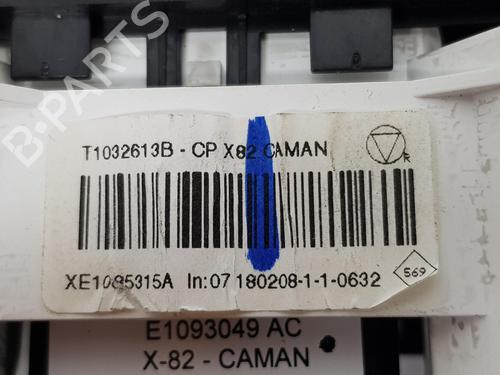 B-PARTS
T1032613B - CP X82 CAMAN
R
XE1085315A In:07 180208-1-1-0632
569
E1093049 AC
X-82 - CAMAN